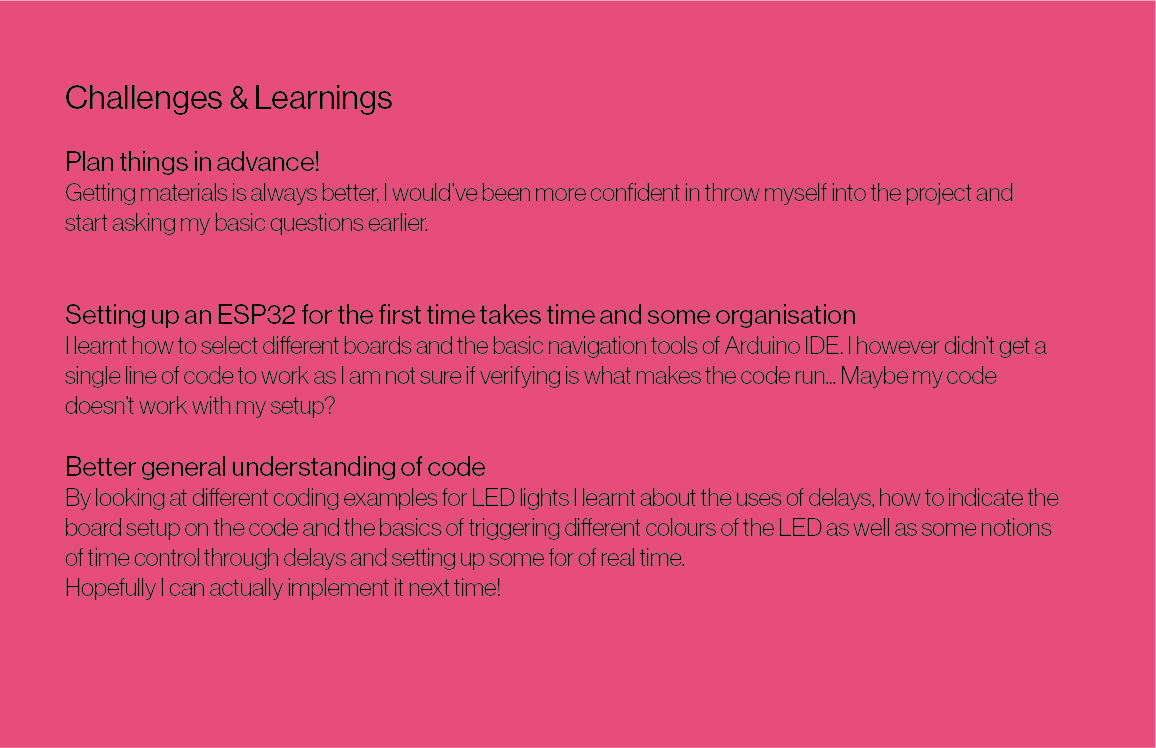 Challenges & Learnings
Plan things in advance!
Getting materials is always better, I would've been more confident in throw myself into the project and
start asking my basic questions earlier.
Setting up an ESP32 for the first time takes time and some organisation
I learnt how to select different boards and the basic navigation tools of Arduino IDE. I however didn't get a
single line of code to work as I am not sure if verifying is what makes the code run... Maybe my code
doesn't work with my setup?
Better general understanding of code
By looking at different coding examples for LED lights I learnt about the uses of delays, how to indicate the
board setup on the code and the basics of triggering different colours of the LED as well as some notions
of time control through delays and setting up some for of real time.
Hopefully I can actually implement it next time!